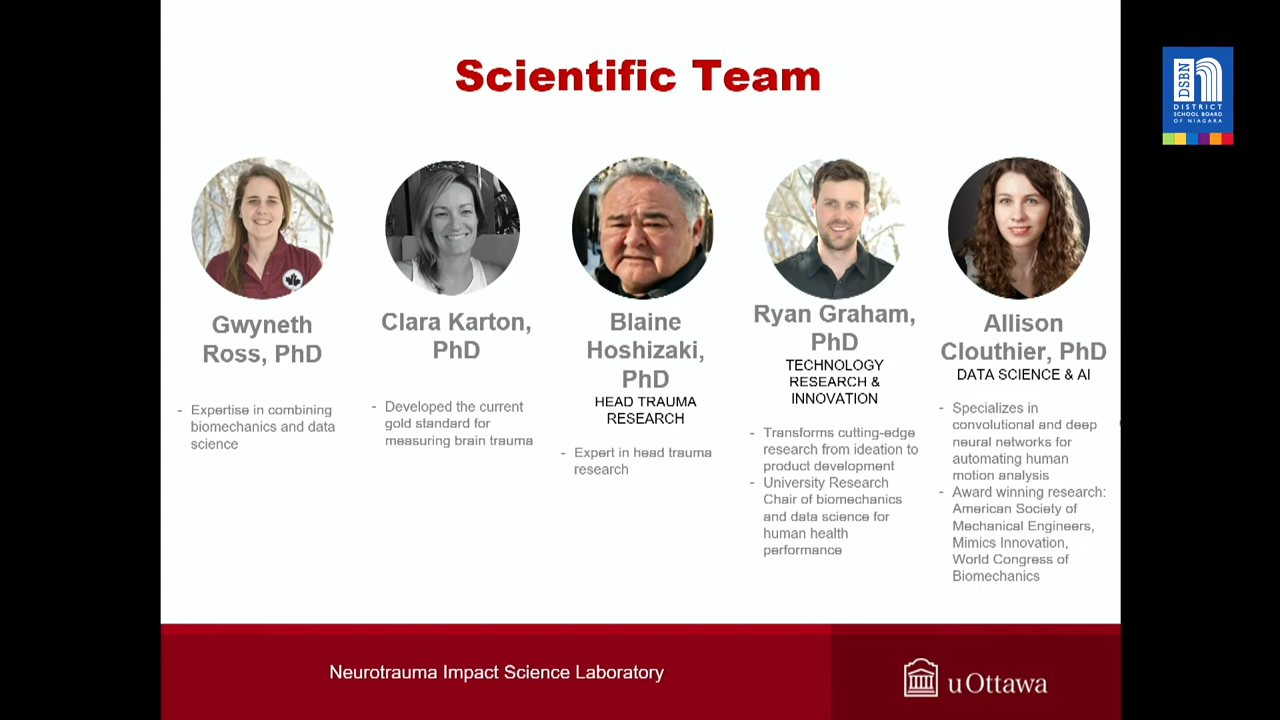 Scientific Team
DSBN
DISTRICT
SCHOOL BOARD
OF NIAGARA
Gwyneth
Ross, PhD
- Expertise in combining
biomechanics and data
science
Clara Karton,
PhD
- Developed the current
gold standard for
measuring brain trauma
Blaine
Hoshizaki,
PhD
HEAD TRAUMA
RESEARCH
- Expert in head trauma
research
Ryan Graham,
PhD
TECHNOLOGY
RESEARCH &
INNOVATION
- Transforms cutting-edge
research from ideation to
product development
- University Research
Chair of biomechanics
and data science for
human health
performance
Allison
Clouthier, PhD
DATA SCIENCE & AI
- Specializes in
convolutional and deep
neural networks for
automating human
motion analysis
- Award winning research:
American Society of
Mechanical Engineers,
Mimics Innovation,
World Congress of
Biomechanics
Neurotrauma Impact Science Laboratory
uOttawa